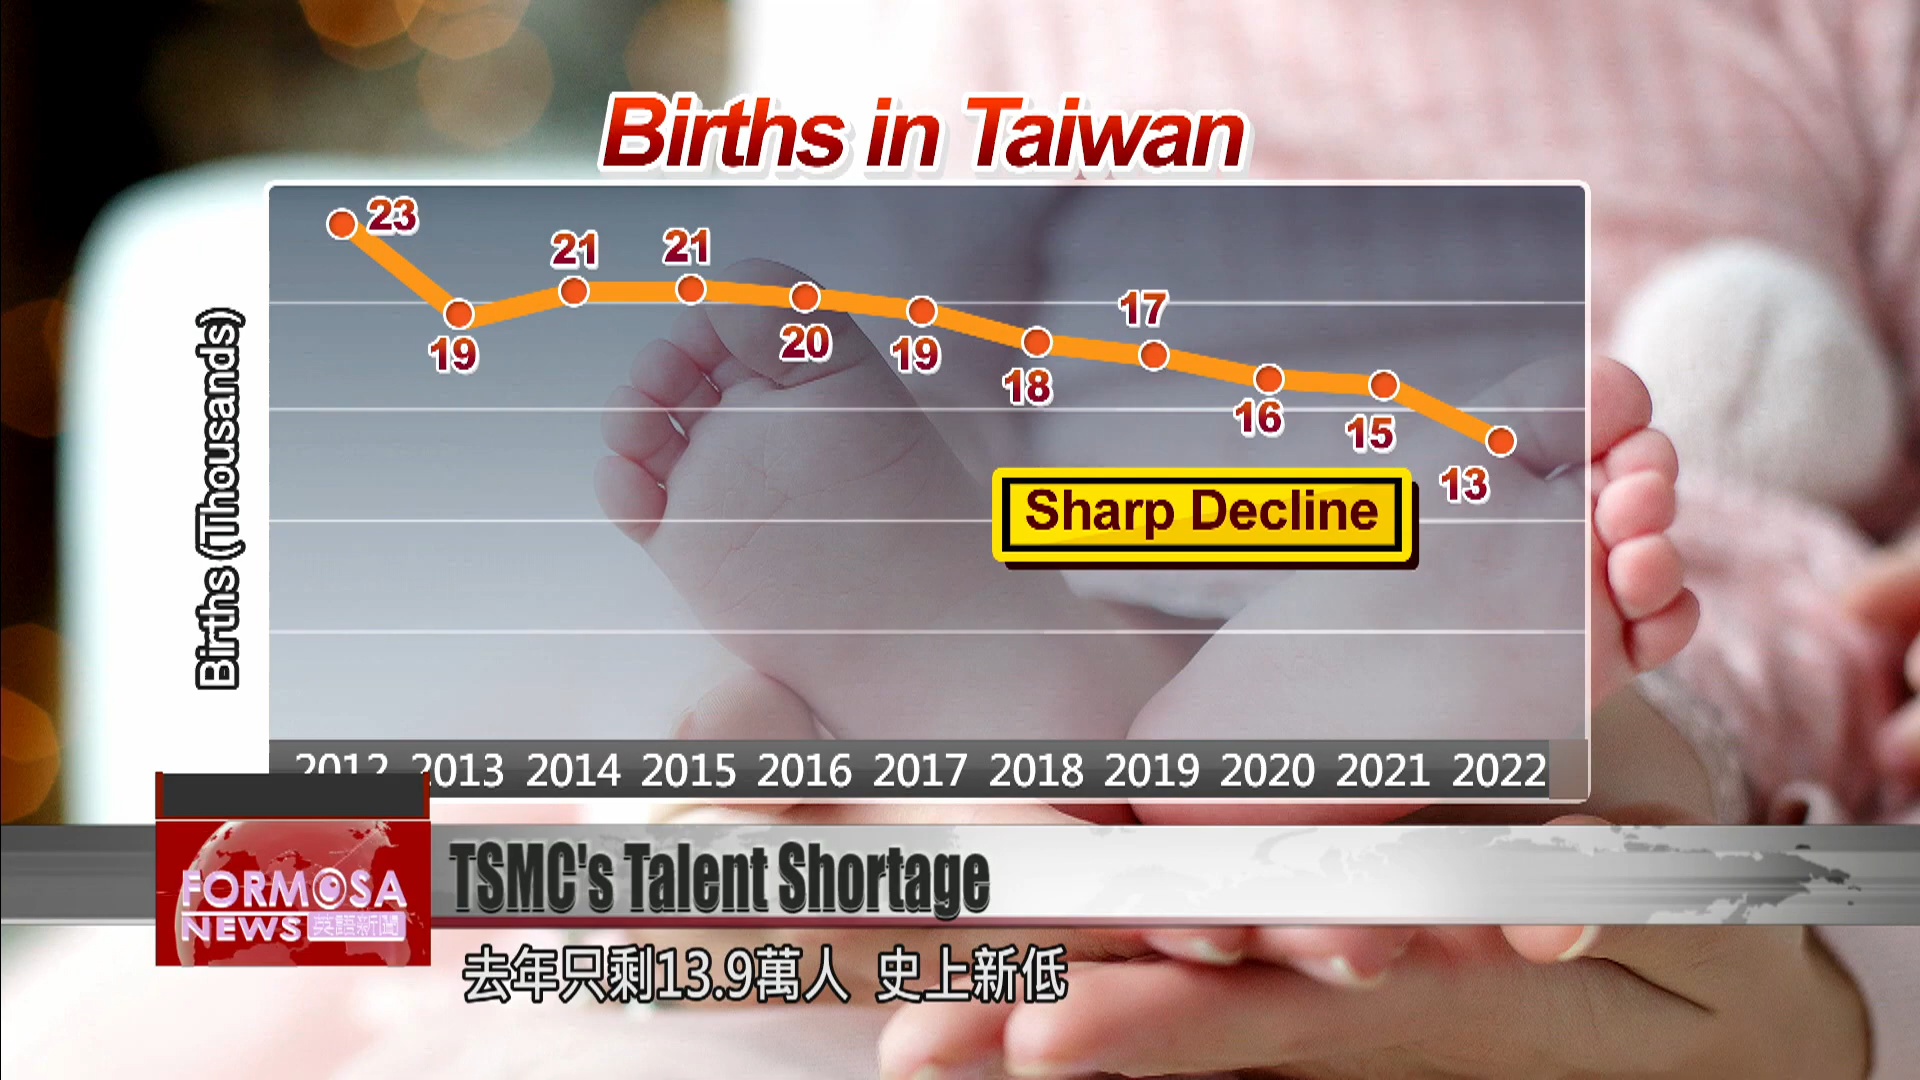 Births in Taiwan
Births (Thousands)
23
19
21
21
20
19
18
17
16
15
13
Sharp Decline
2012 2013 2014 2015 2016 2017 2018 2019 2020 2021 2022
TSMC's Talent Shortage
FORMOSA
NEWS 英語新聞
去年只剩13.9萬人 史上新低